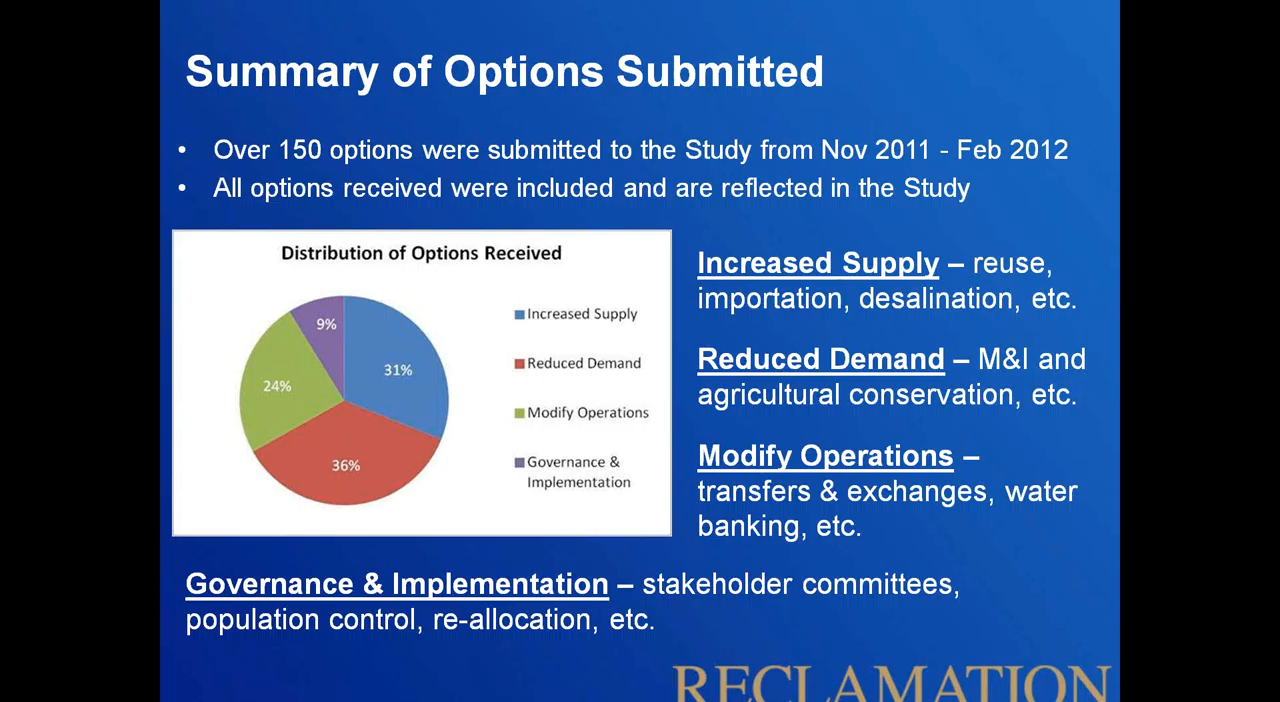 Summary of Options Submitted
• Over 150 options were submitted to the Study from Nov 2011 - Feb 2012
• All options received were included and are reflected in the Study
Distribution of Options Received
9%
31%
24%
36%
Increased Supply
Reduced Demand
Modify Operations
Governance &
Implementation
Increased Supply – reuse,
importation, desalination, etc.
Reduced Demand – M&I and
agricultural conservation, etc.
Modify Operations –
transfers & exchanges, water
banking, etc.
Governance & Implementation – stakeholder committees,
population control, re-allocation, etc.
RECLAMATION